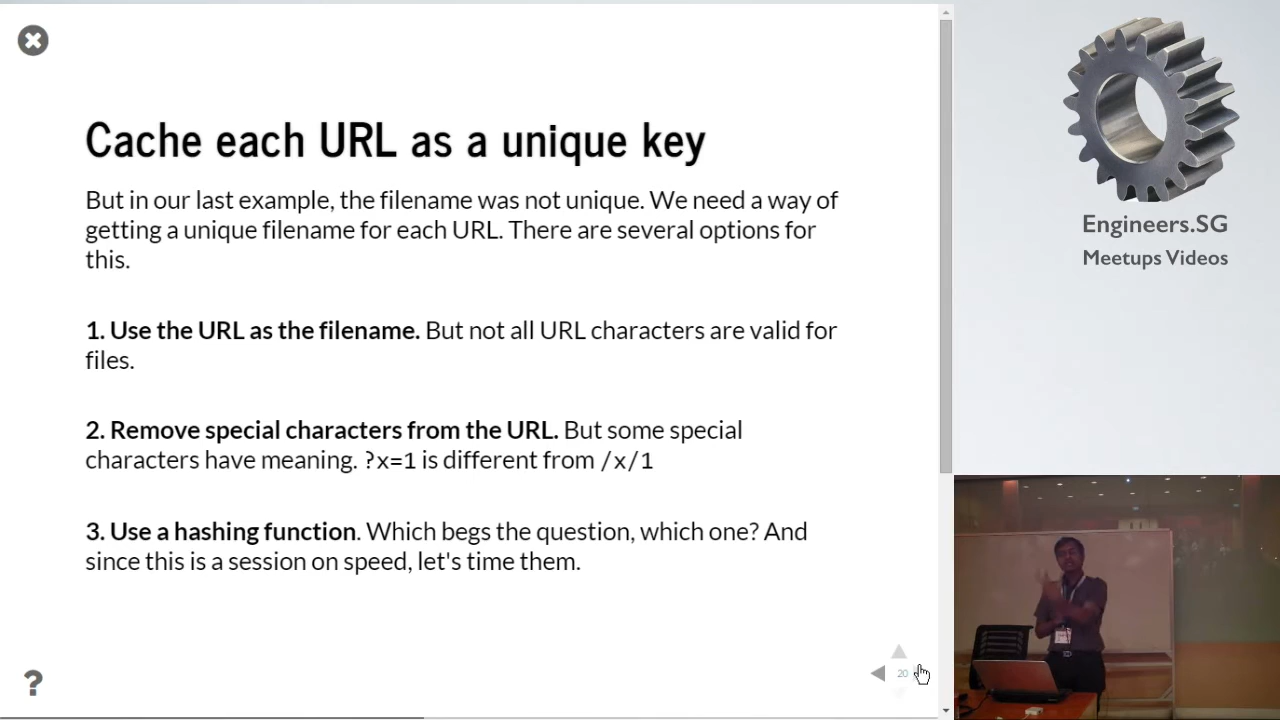 Cache each URL as a unique key
But in our last example, the filename was not unique. We need a way of
getting a unique filename for each URL. There are several options for
this.
1. Use the URL as the filename. But not all URL characters are valid for
files.
2. Remove special characters from the URL. But some special
characters have meaning. ?x=1 is different from /x/1
3. Use a hashing function. Which begs the question, which one? And
since this is a session on speed, let's time them.
20
?
Engineers.SG
Meetups Videos